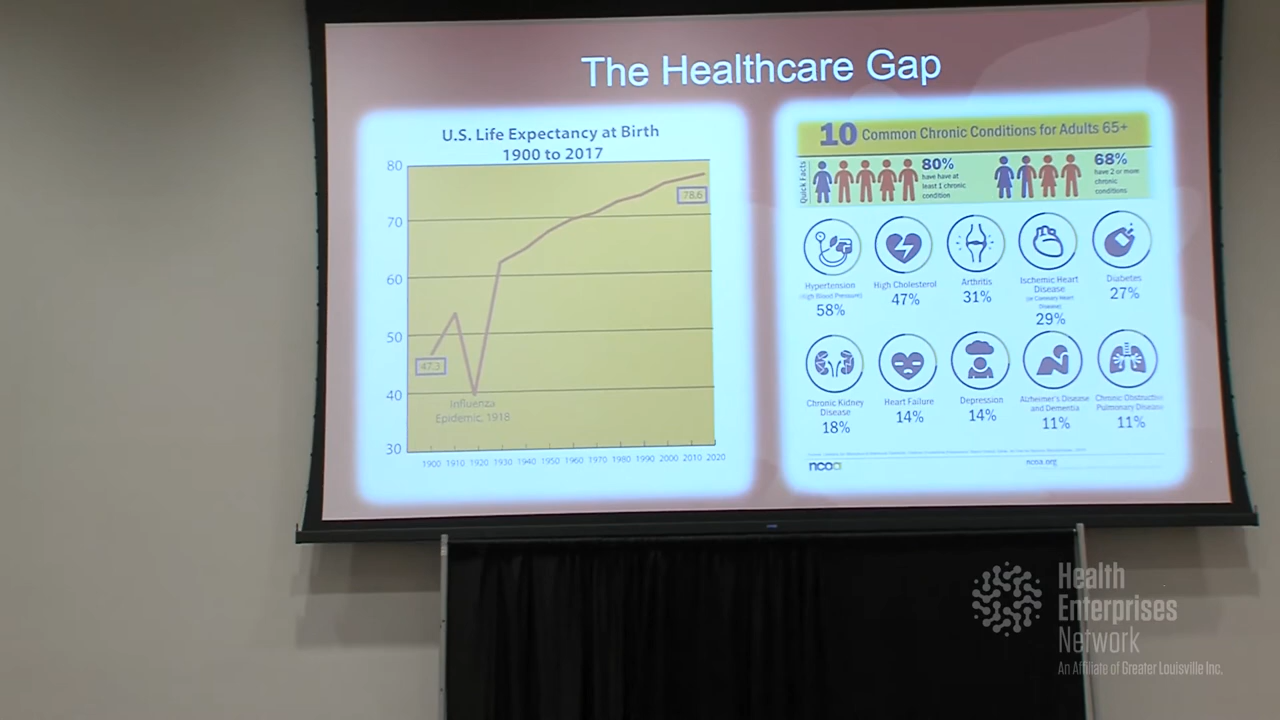 The Healthcare Gap
U.S. Life Expectancy at Birth
1900 to 2017
80
70
60
50
40
30
78.6
47.3
Influenza
Epidemic, 1918
1900 1910 1920 1930 1940 1950 1960 1970 1980 1990 2000 2010 2020
10 Common Chronic Conditions for Adults 65+
Quick Facts
80%
have have at
least 1 chronic
condition
68%
have 2 or more
chronic
conditions
Hypertension
(High Blood Pressure)
58%
High Cholesterol
47%
Arthritis
31%
Ischemic Heart
Disease
(or Coronary Heart
Disease)
29%
Diabetes
27%
Chronic Kidney
Disease
18%
Heart Failure
14%
Depression
14%
Alzheimer's Disease
and Dementia
11%
Chronic Obstructive
Pulmonary Disease
11%
ncoa
ncoa.org
Health
Enterprises
Network
An Affiliate of Greater Louisville Inc.